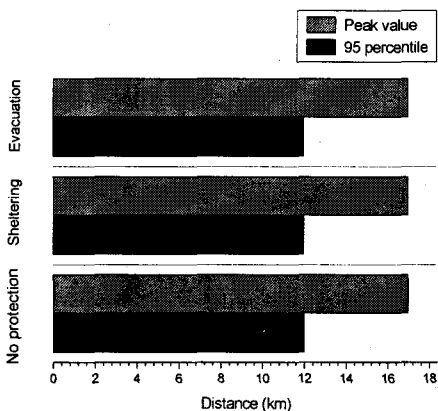 Peak value
95 percentile
Evacuation
Sheltering
No protection
0 2 4 6 8 10 12 14 16 18
Distance (km)